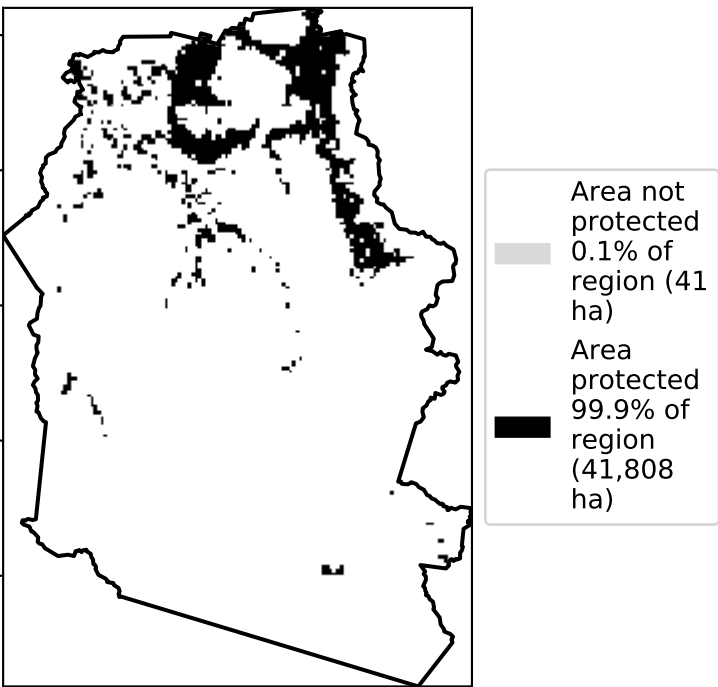 Area not
protected
0.1% of
region (41
ha)
Area
protected
99.9% of
region
(41,808
ha)